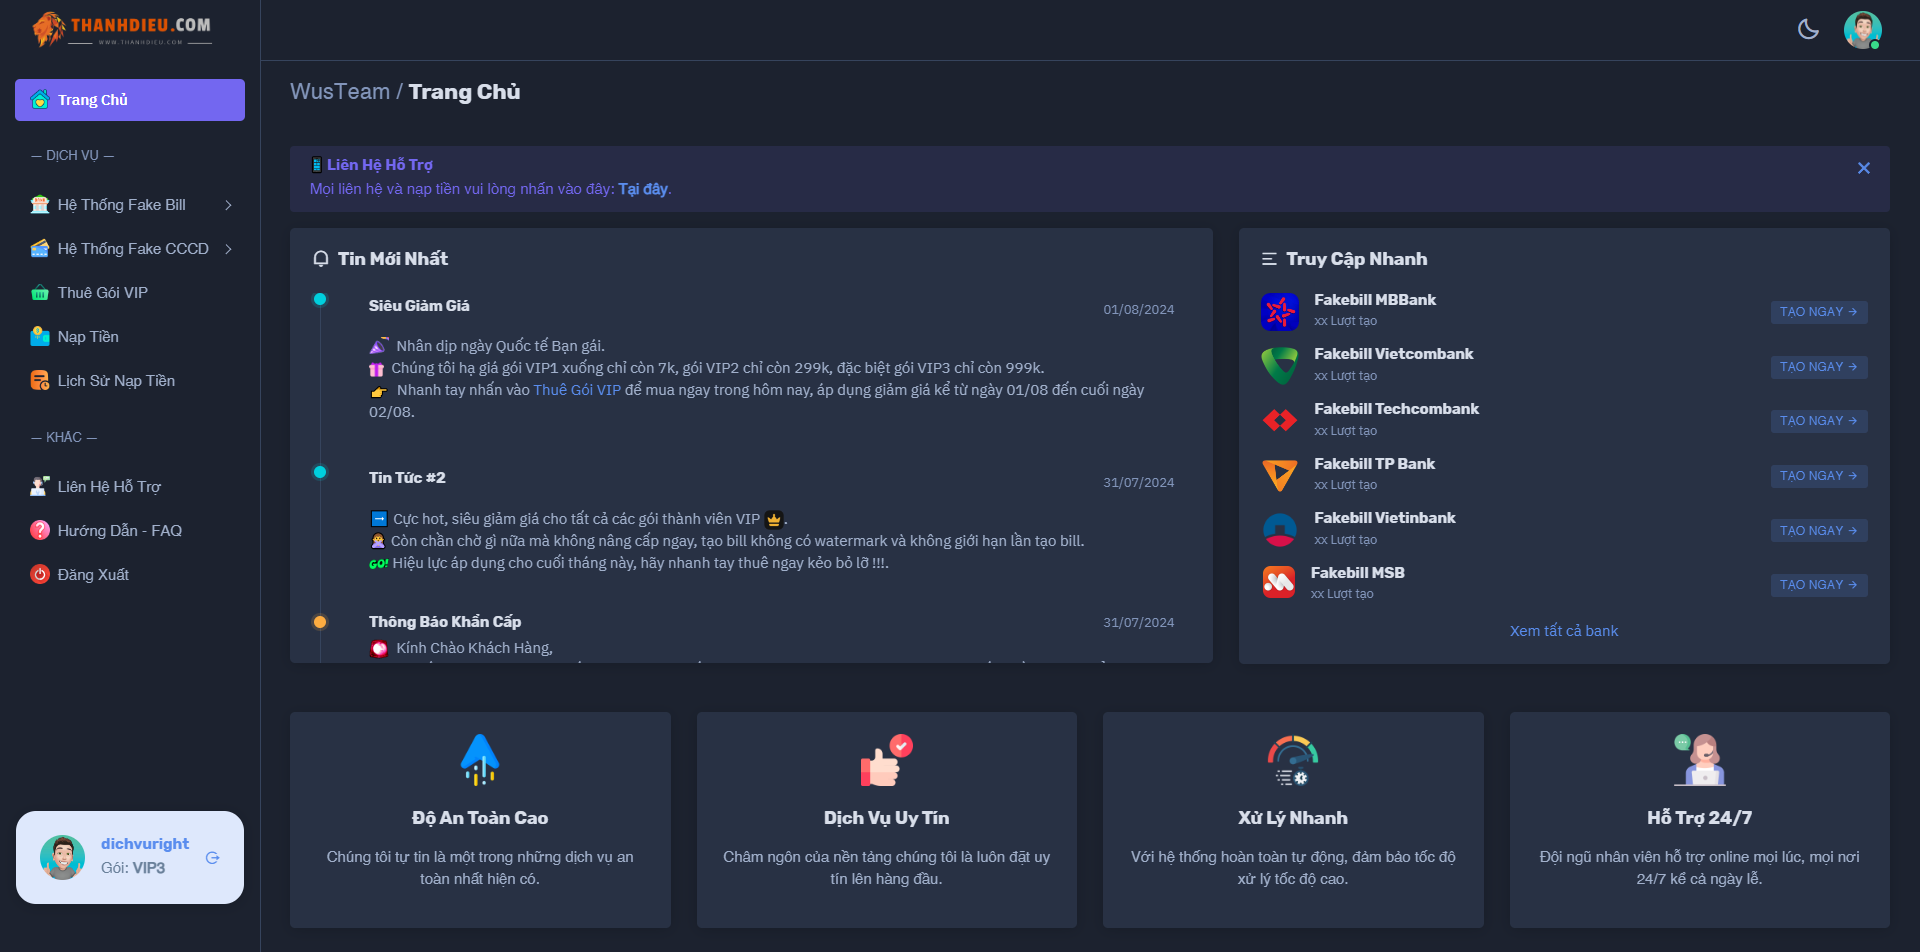 THANHDIEU.COM
WWW.THANHDIEU.COM
Trang Chủ
— DỊCH VỤ —
Hệ Thống Fake Bill
Hệ Thống Fake CCCD
Thuê Gói VIP
Nạp Tiền
Lịch Sử Nạp Tiền
— KHÁC —
Liên Hệ Hỗ Trợ
Hướng Dẫn - FAQ
Đăng Xuất
dichvuright
Gói: VIP3
WusTeam / Trang Chủ
Liên Hệ Hỗ Trợ
Mọi liên hệ và nạp tiền vui lòng nhấn vào đây: Tại đây.
Tin Mới Nhất
Siêu Giảm Giá
01/08/2024
Nhân dịp ngày Quốc tế Bạn gái.
Chúng tôi hạ giá gói VIP1 xuống chỉ còn 7k, gói VIP2 chỉ còn 299k, đặc biệt gói VIP3 chỉ còn 999k.
Nhanh tay nhấn vào Thuê Gói VIP để mua ngay trong hôm nay, áp dụng giảm giá kể từ ngày 01/08 đến cuối ngày
02/08.
Tin Tức #2
31/07/2024
Cực hot, siêu giảm giá cho tất cả các gói thành viên VIP .
Còn chần chờ gì nữa mà không nâng cấp ngay, tạo bill không có watermark và không giới hạn lần tạo bill.
GO! Hiệu lực áp dụng cho cuối tháng này, hãy nhanh tay thuê ngay kẻo bỏ lỡ !!!.
Thông Báo Khẩn Cấp
31/07/2024
Kính Chào Khách Hàng,
Truy Cập Nhanh
Fakebill MBBank
xx Lượt tạo
TẠO NGAY →
Fakebill Vietcombank
xx Lượt tạo
TẠO NGAY →
Fakebill Techcombank
xx Lượt tạo
TẠO NGAY →
Fakebill TP Bank
xx Lượt tạo
TẠO NGAY →
Fakebill Vietinbank
xx Lượt tạo
TẠO NGAY →
Fakebill MSB
xx Lượt tạo
TẠO NGAY →
Xem tất cả bank
Độ An Toàn Cao
Chúng tôi tự tin là một trong những dịch vụ an
toàn nhất hiện có.
Dịch Vụ Uy Tín
Châm ngôn của nền tảng chúng tôi là luôn đặt uy
tín lên hàng đầu.
Xử Lý Nhanh
Với hệ thống hoàn toàn tự động, đảm bảo tốc độ
xử lý tốc độ cao.
Hỗ Trợ 24/7
Đội ngũ nhân viên hỗ trợ online mọi lúc, mọi nơi
24/7 kể cả ngày lễ.